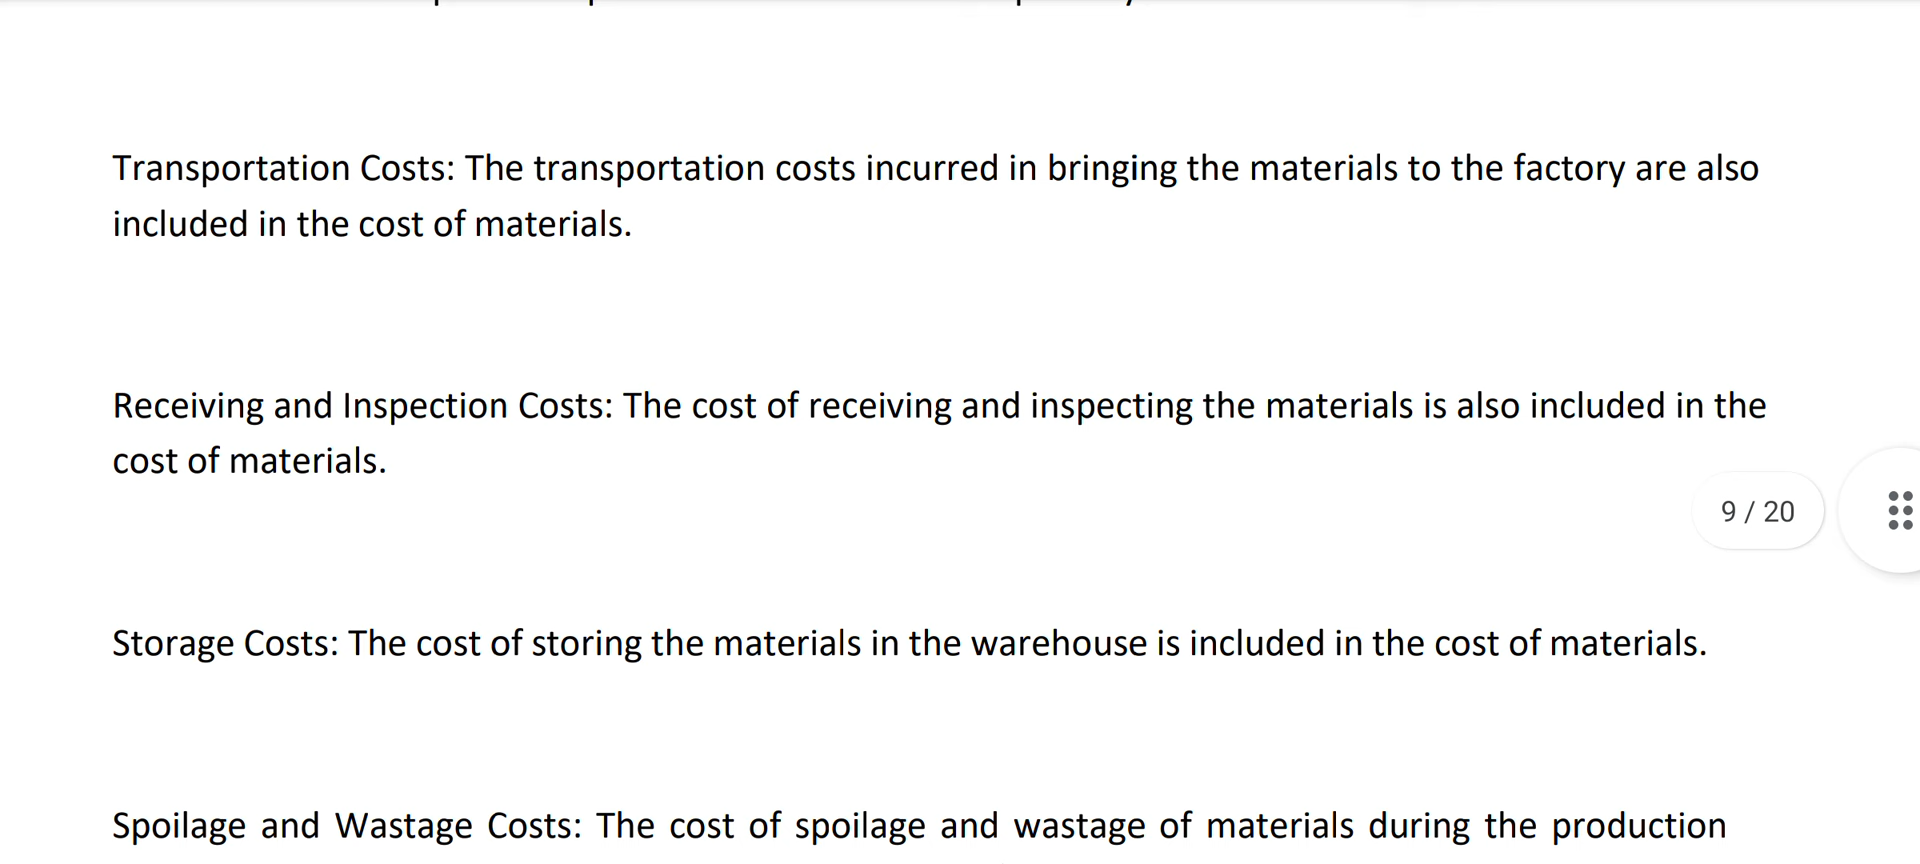 Transportation Costs: The transportation costs incurred in bringing the materials to the factory are also
included in the cost of materials.
Receiving and Inspection Costs: The cost of receiving and inspecting the materials is also included in the
cost of materials.
9 / 20
Storage Costs: The cost of storing the materials in the warehouse is included in the cost of materials.
Spoilage and Wastage Costs: The cost of spoilage and wastage of materials during the production